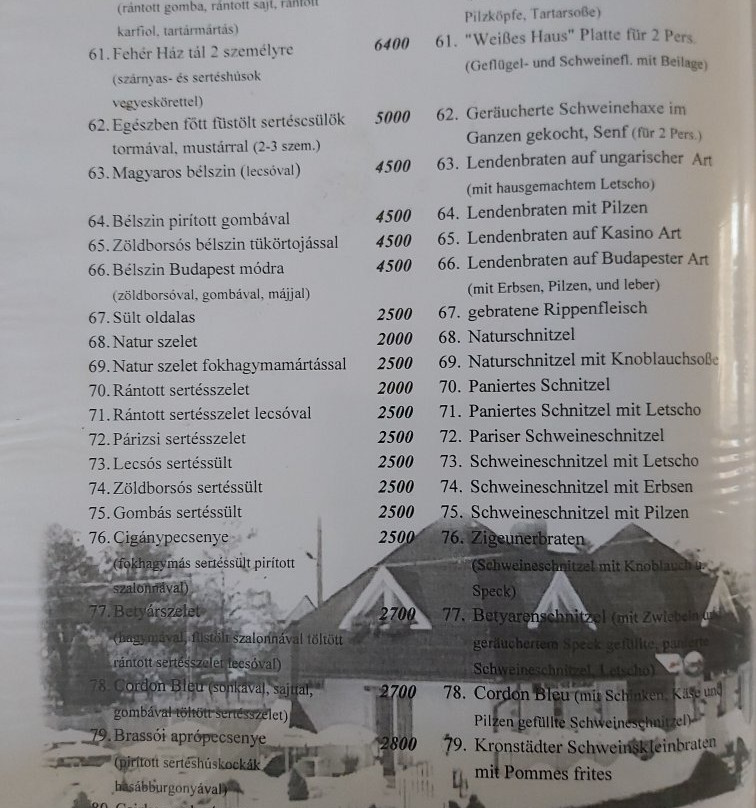 (rántott gomba, rántott sajt, rántott
karfiol, tartármártás)
61. Fehér Ház tál 2 személyre
(szárnyas- és sertéshúsok
vegyeskörettel)
62. Egészben főtt füstölt sertéscsülök
tormával, mustárral (2-3 szem.)
63. Magyaros bélszin (lecsóval)
64. Bélszin pirított gombával
65. Zöldborsós bélszin tükörtojással
66. Bélszin Budapest módra
(zöldborsóval, gombával, májjal)
67. Sült oldalas
68. Natur szelet
69. Natur szelet fokhagymamártással
70. Rántott sertésszelet
71. Rántott sertésszelet lecsóval
72. Párizsi sertésszelet
73. Lecsós sertéssült
74. Zöldborsós sertéssült
75. Gombás sertéssült
76. Cigánypecsenye
(fokhagymás sertéssült pirított
szalonnával)
77. Betyárszelet
(hagymával, füstölt szalonnával töltött
rántott sertésszelet lecsóval)
78. Cordon Bleu (sonkával, sajttal,
gombával töltött sertésszelet)
79. Brassói aprópecsenye
(pirított sertéshúskockák
hasábburgonyával)
6400
5000
4500
4500
4500
4500
2500
2000
2500
2000
2500
2500
2500
2500
2500
2500
2700
2700
2800
Pilzköpfe, Tartarsoße)
61. "Weißes Haus" Platte für 2 Pers.
(Geflügel- und Schweinefl. mit Beilage)
62. Geräucherte Schweinehaxe im
Ganzen gekocht, Senf (für 2 Pers.)
63. Lendenbraten auf ungarischer Art
(mit hausgemachtem Letscho)
64. Lendenbraten mit Pilzen
65. Lendenbraten auf Kasino Art
66. Lendenbraten auf Budapester Art
(mit Erbsen, Pilzen, und leber)
67. gebratene Rippenfleisch
68. Naturschnitzel
69. Naturschnitzel mit Knoblauchsoße
70. Paniertes Schnitzel
71. Paniertes Schnitzel mit Letscho
72. Pariser Schweineschnitzel
73. Schweineschnitzel mit Letscho
74. Schweineschnitzel mit Erbsen
75. Schweineschnitzel mit Pilzen
76. Zigeunerbraten
(Schweineschnitzel mit Knoblauch u.
Speck)
77. Betyarenschnitzel (mit Zwiebeln und
geräuchertem Speck gefüllte, panierte
Schweineschnitzel, Letscho)
78. Cordon Bleu (mit Schinken, Käse und
Pilzen gefüllte Schweineschnitzel)
79. Kronstädter Schweinskleinbraten
mit Pommes frites